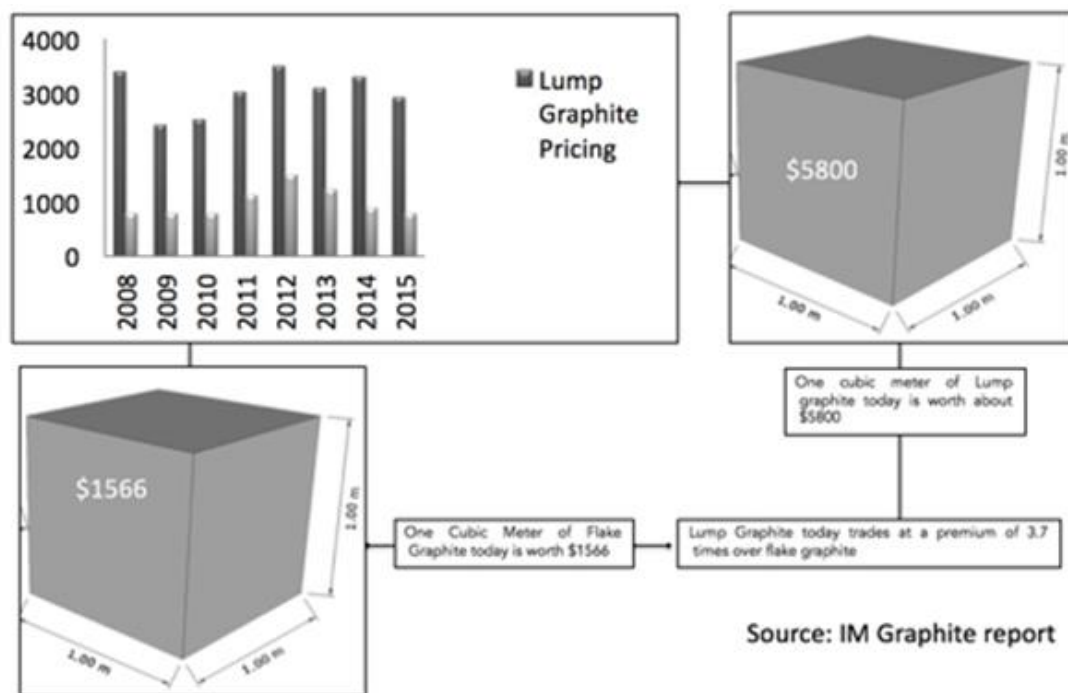 4000
3000
2000
1000
0
2008
2009
2010
2011
2012
2013
2014
2015
Lump
Graphite
Pricing
$5800
1.00 m
1.00 m
1.00 m
One cubic meter of Lump
graphite today is worth about
$5800
$1566
1.00 m
1.00 m
1.00 m
One Cubic Meter of Flake
Graphite today is worth $1566
Lump Graphite today trades at a premium of 3.7
times over flake graphite
Source: IM Graphite report